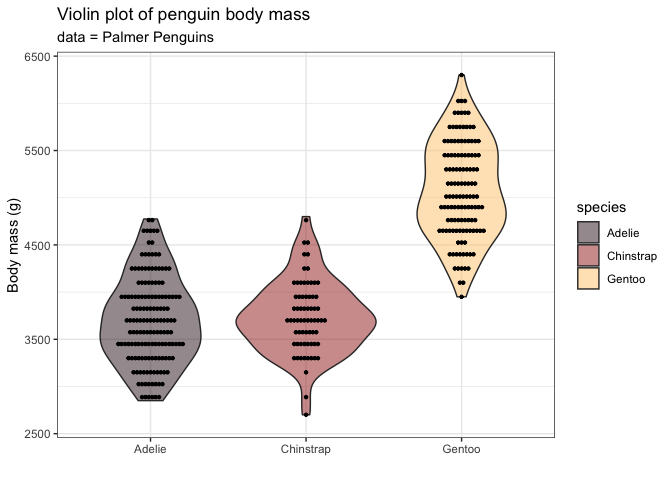 Violin plot of penguin body mass
data = Palmer Penguins
Body mass (g)
6500
5500
4500
3500
2500
Adelie
Chinstrap
Gentoo
species
Adelie
Chinstrap
Gentoo